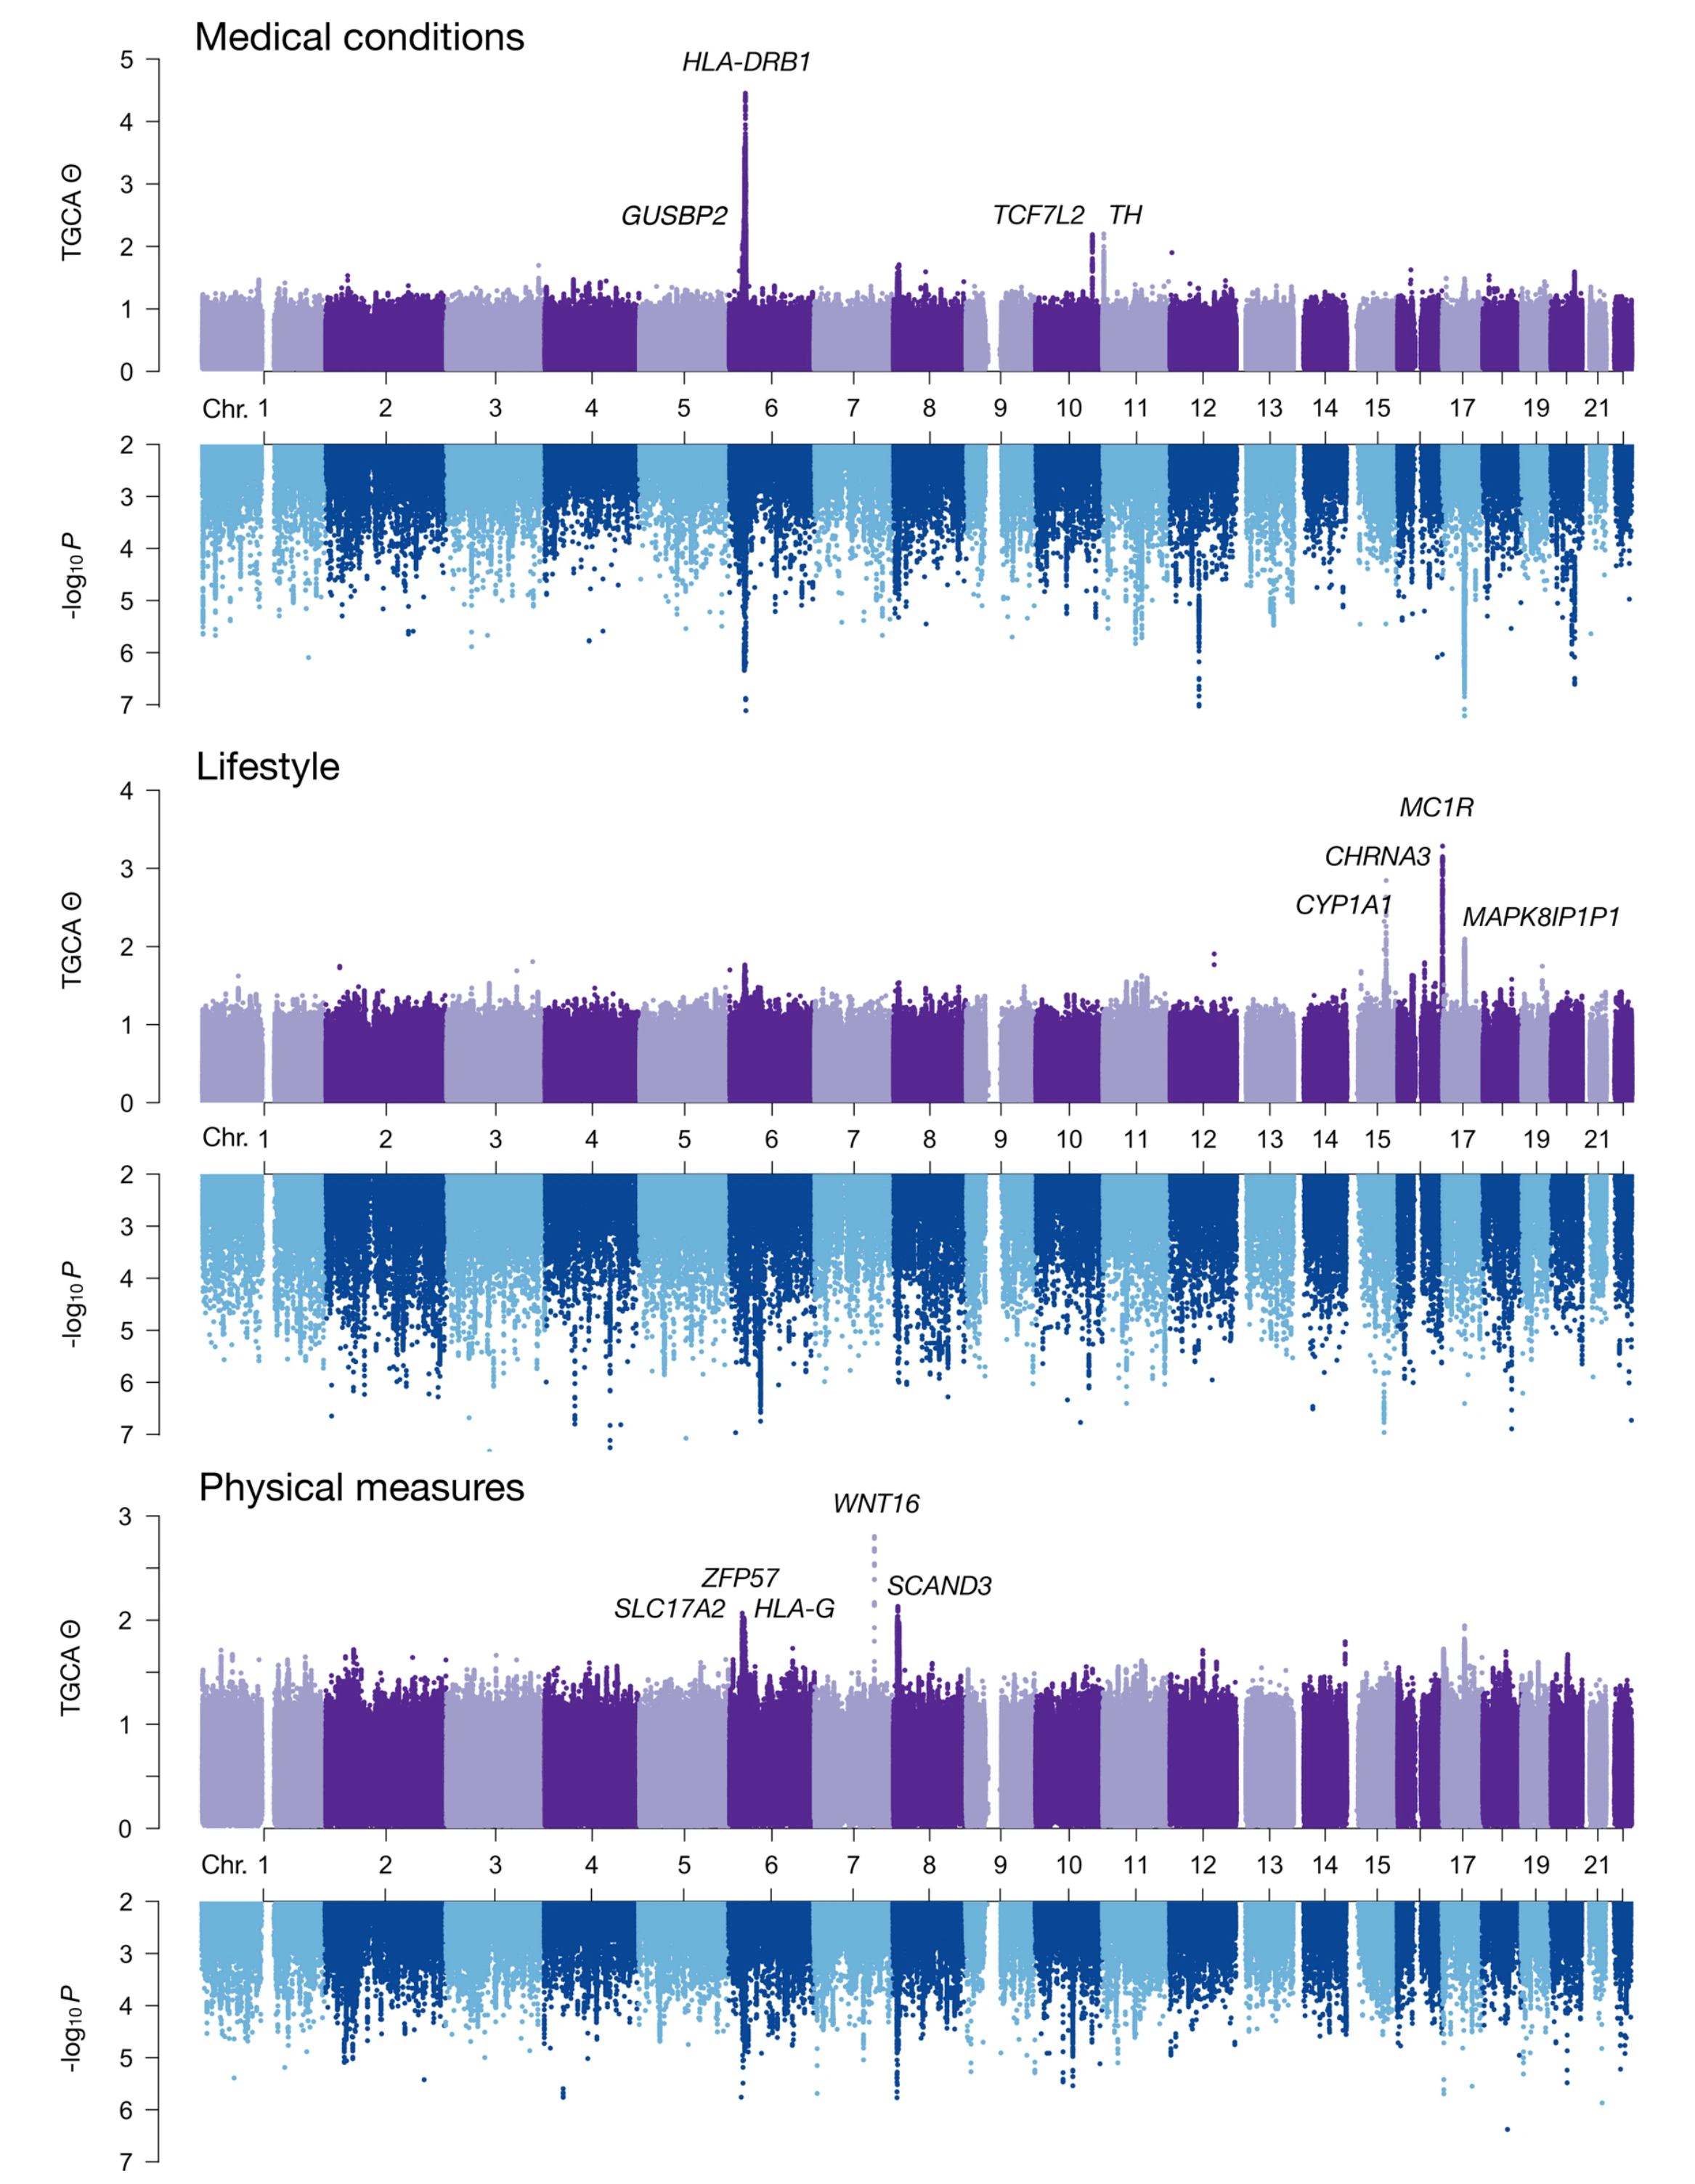 Medical conditions
HLA-DRB1
5
4
3
GUSBP2 TCF7L2 TH
2
1
0
TGCA Θ
Chr. 1 2 3 4 5 6 7 8 9 10 11 12 13 14 15 17 19 21
2
3
4
5
6
7
-log10 P
Lifestyle
4
MC1R
3
CHRNA3
CYP1A1
MAPK8IP1P1
2
1
0
TGCA Θ
Chr. 1 2 3 4 5 6 7 8 9 10 11 12 13 14 15 17 19 21
2
3
4
5
6
7
-log10 P
Physical measures
WNT16
3
ZFP57
SCAND3
SLC17A2 HLA-G
2
1
0
TGCA Θ
Chr. 1 2 3 4 5 6 7 8 9 10 11 12 13 14 15 17 19 21
2
3
4
5
6
7
-log10 P